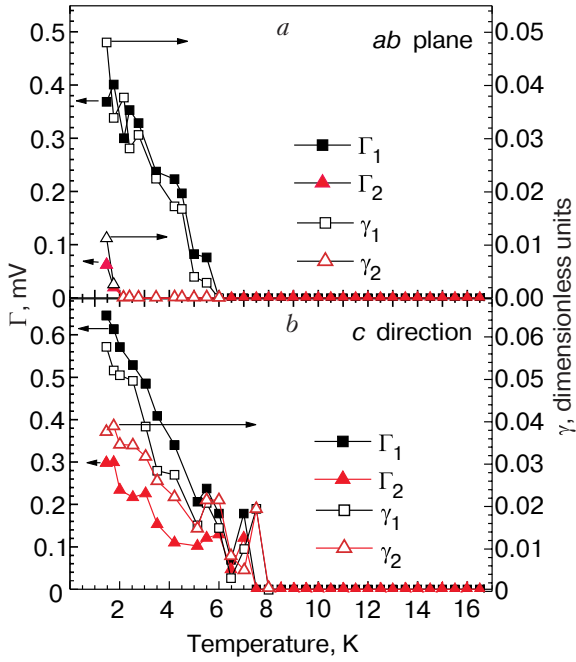 a
ab plane
0.5
0.4
0.3
0.2
0.1
0
0.05
0.04
0.03
0.02
0.01
0.00
Γ1
Γ2
γ1
γ2
Γ, mV
γ, dimensionless units
b
c direction
0.6
0.5
0.4
0.3
0.2
0.1
0
0.06
0.05
0.04
0.03
0.02
0.01
0
Γ1
Γ2
γ1
γ2
2 4 6 8 10 12 14 16
Temperature, K